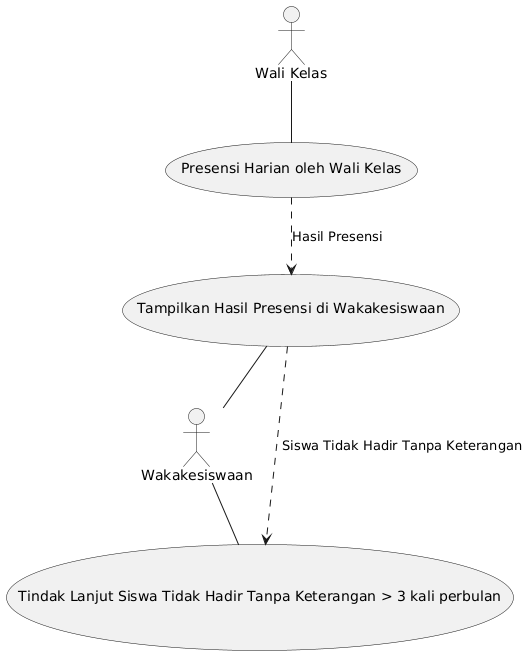 Wali Kelas
Presensi Harian oleh Wali Kelas
Hasil Presensi
Tampilkan Hasil Presensi di Wakakesiswaan
Siswa Tidak Hadir Tanpa Keterangan
Wakakesiswaan
Tindak Lanjut Siswa Tidak Hadir Tanpa Keterangan > 3 kali perbulan